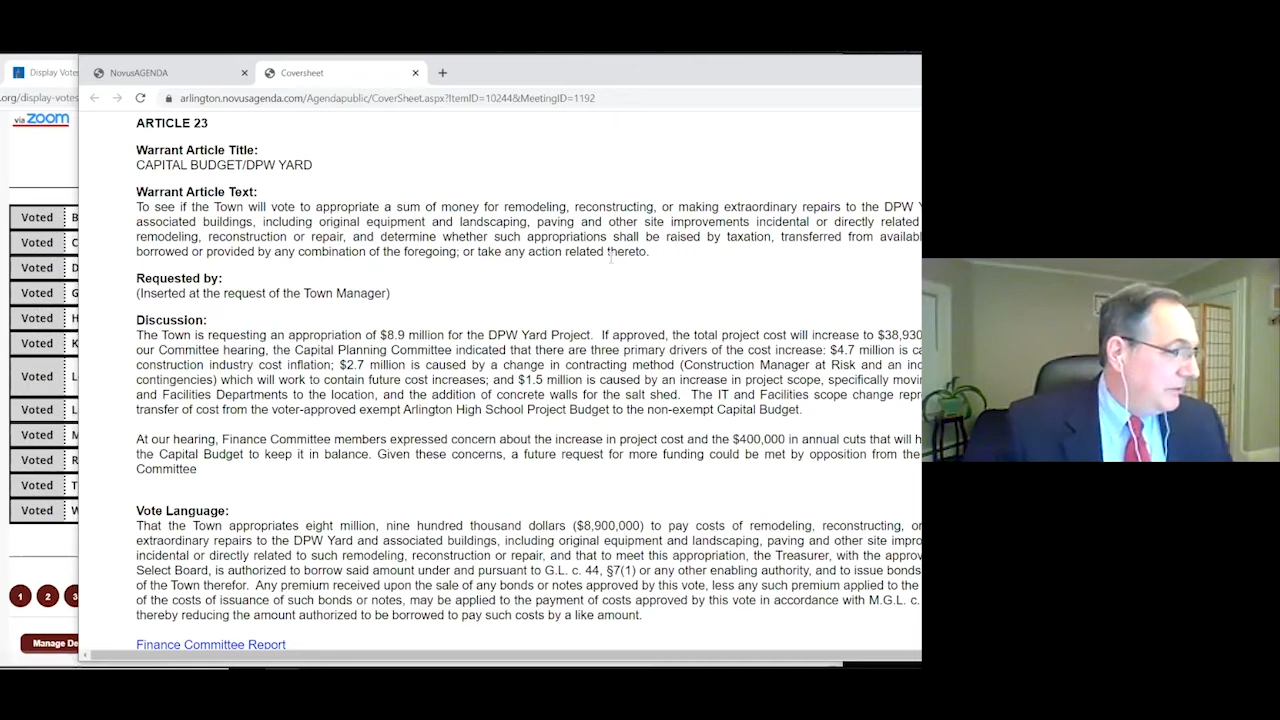 Display Votes
NovusAGENDA
Coversheet
.org/display-votes
arlington.novusagenda.com/Agendapublic/CoverSheet.aspx?ItemID=10244&MeetingID=1192
via zoom
ARTICLE 23
Warrant Article Title:
CAPITAL BUDGET/DPW YARD
Warrant Article Text:
To see if the Town will vote to appropriate a sum of money for remodeling, reconstructing, or making extraordinary repairs to the DPW
associated buildings, including original equipment and landscaping, paving and other site improvements incidental or directly related
remodeling, reconstruction or repair, and determine whether such appropriations shall be raised by taxation, transferred from availab
borrowed or provided by any combination of the foregoing; or take any action related thereto.
Requested by:
(Inserted at the request of the Town Manager)
Discussion:
The Town is requesting an appropriation of $8.9 million for the DPW Yard Project. If approved, the total project cost will increase to $38,930
our Committee hearing, the Capital Planning Committee indicated that there are three primary drivers of the cost increase: $4.7 million is ca
construction industry cost inflation; $2.7 million is caused by a change in contracting method (Construction Manager at Risk and an inc
contingencies) which will work to contain future cost increases; and $1.5 million is caused by an increase in project scope, specifically movi
and Facilities Departments to the location, and the addition of concrete walls for the salt shed. The IT and Facilities scope change repr
transfer of cost from the voter-approved exempt Arlington High School Project Budget to the non-exempt Capital Budget.
At our hearing, Finance Committee members expressed concern about the increase in project cost and the $400,000 in annual cuts that will h
the Capital Budget to keep it in balance. Given these concerns, a future request for more funding could be met by opposition from the
Committee
Vote Language:
That the Town appropriates eight million, nine hundred thousand dollars ($8,900,000) to pay costs of remodeling, reconstructing, or
extraordinary repairs to the DPW Yard and associated buildings, including original equipment and landscaping, paving and other site impro
incidental or directly related to such remodeling, reconstruction or repair, and that to meet this appropriation, the Treasurer, with the approv
Select Board, is authorized to borrow said amount under and pursuant to G.L. c. 44, §7(1) or any other enabling authority, and to issue bonds
of the Town therefor. Any premium received upon the sale of any bonds or notes approved by this vote, less any such premium applied to the
of the costs of issuance of such bonds or notes, may be applied to the payment of costs approved by this vote in accordance with M.G.L. c.
thereby reducing the amount authorized to be borrowed to pay such costs by a like amount.
Finance Committee Report
Voted B
Voted C
Voted D
Voted G
Voted H
Voted K
Voted L
Voted L
Voted M
Voted R
Voted T
Voted W
1 2 3
Manage De